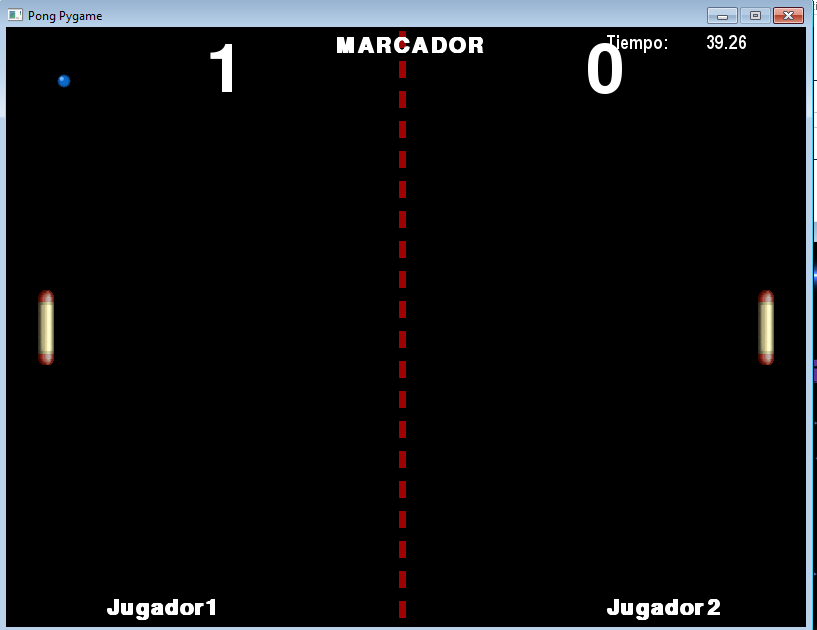 Pong Pygame
MARCADOR
Tiempo: 39.26
1 0
Jugador1 Jugador2